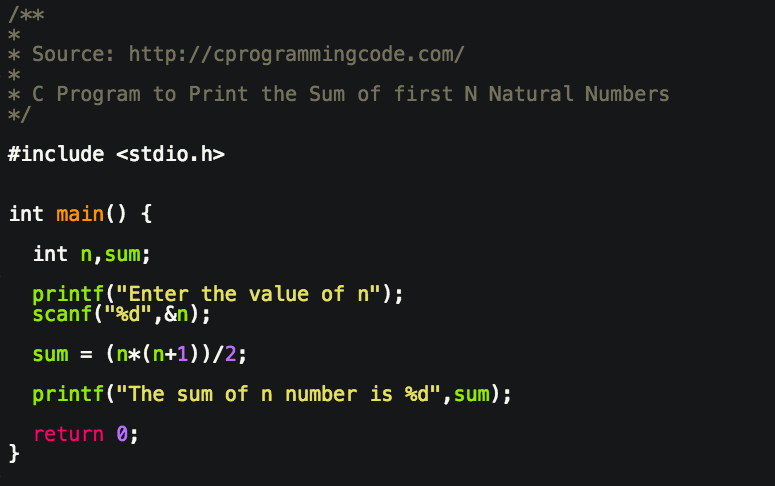 /**
*
* Source: http://cprogrammingcode.com/
*
* C Program to Print the Sum of first N Natural Numbers
*/
#include <stdio.h>
int main() {
int n,sum;
printf("Enter the value of n");
scanf("%d",&n);
sum = (n*(n+1))/2;
printf("The sum of n number is %d",sum);
return 0;
}